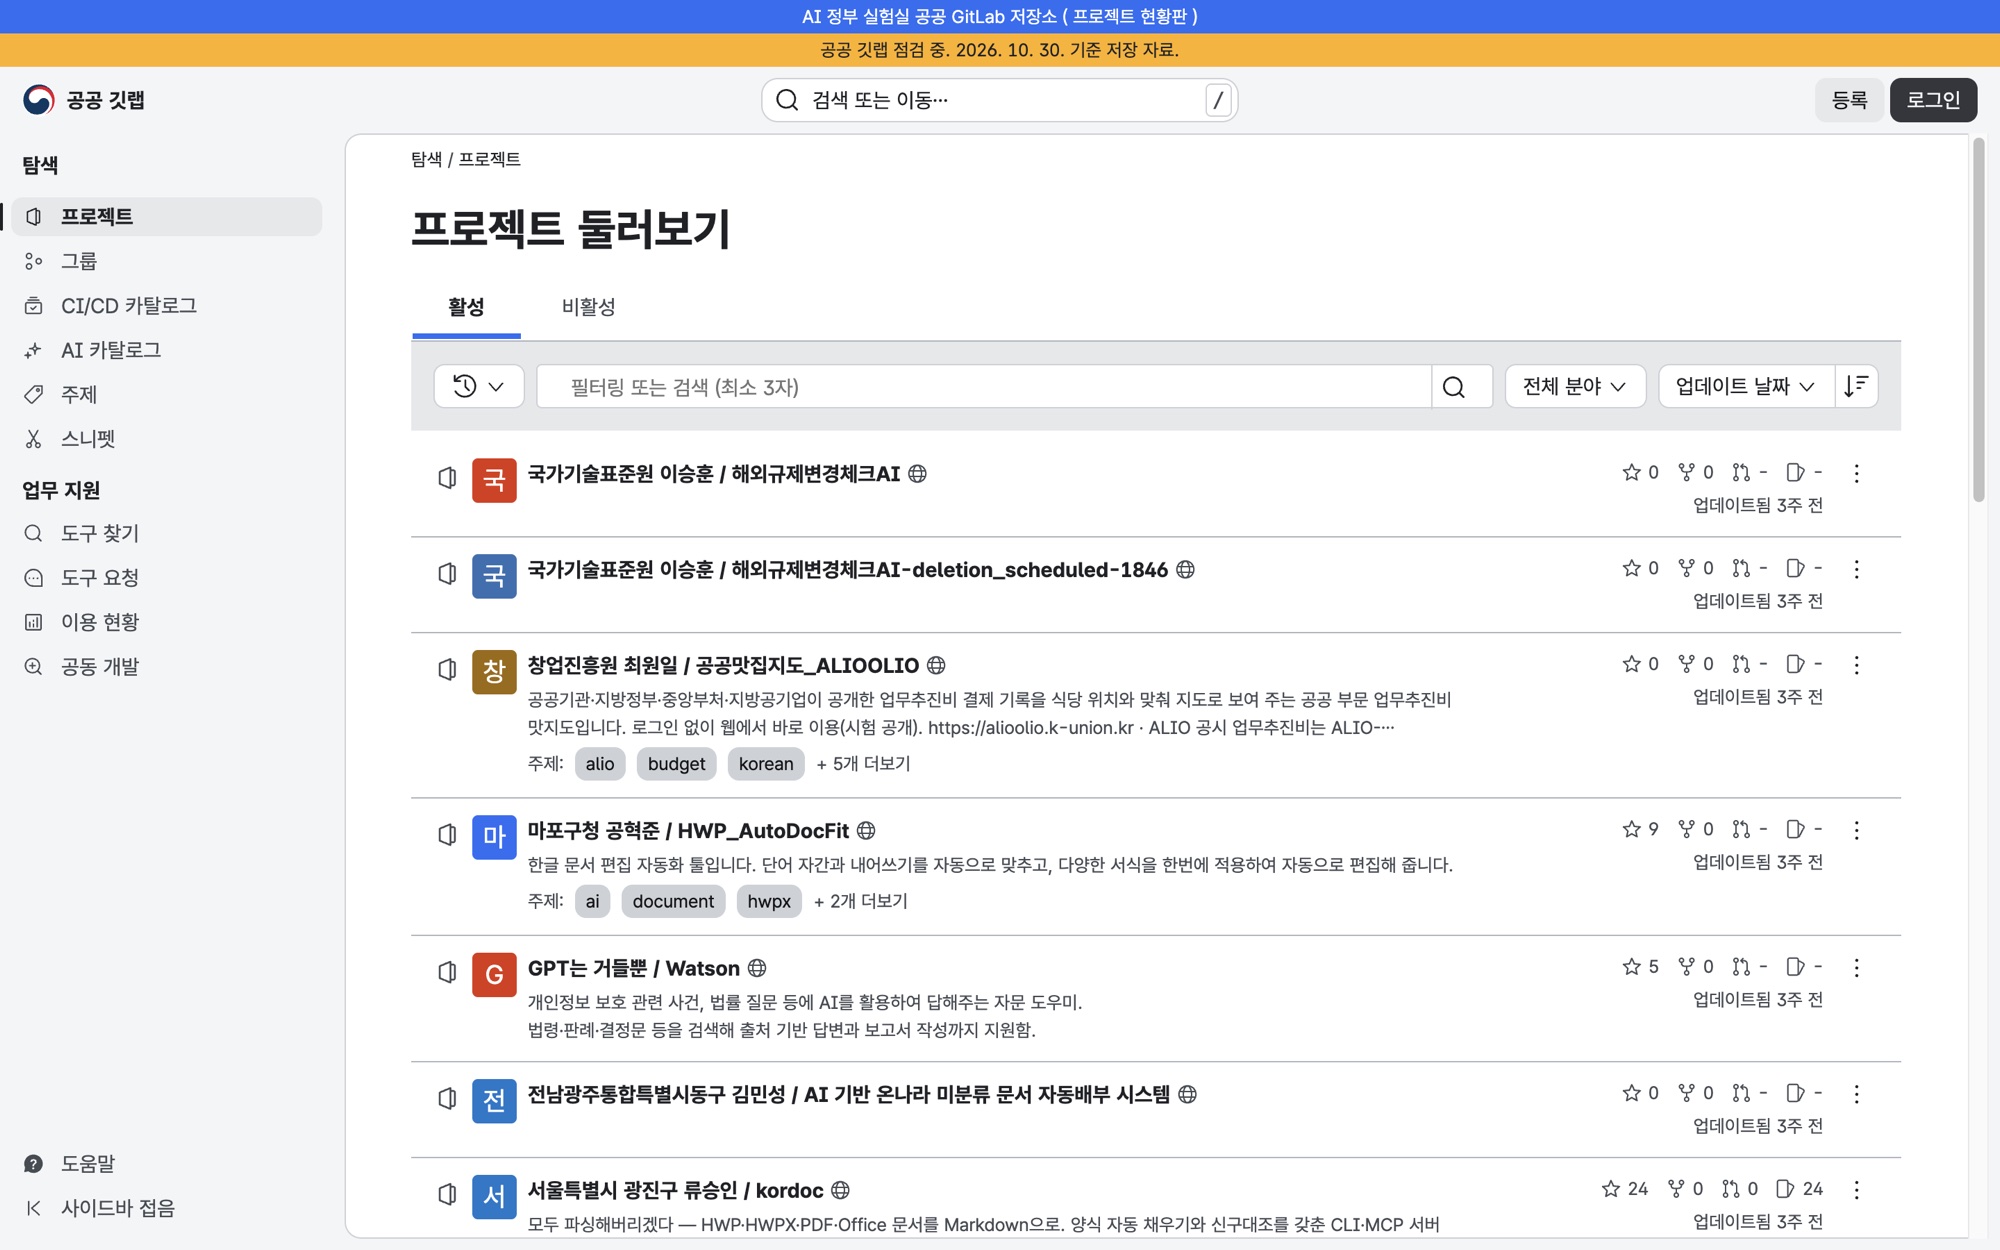 AI 정부 실험실 공공 GitLab 저장소 ( 프로젝트 현황판 )
공공 깃랩 점검 중. 2026. 10. 30. 기준 저장 자료.
공공 깃랩
검색 또는 이동···
/
등록
로그인
탐색
프로젝트
그룹
CI/CD 카탈로그
AI 카탈로그
주제
스니펫
업무 지원
도구 찾기
도구 요청
이용 현황
공동 개발
도움말
사이드바 접음
탐색 / 프로젝트
프로젝트 둘러보기
활성
비활성
필터링 또는 검색 (최소 3자)
전체 분야
업데이트 날짜
국
국가기술표준원 이승훈 / 해외규제변경체크AI
0 0 - -
업데이트됨 3주 전
국
국가기술표준원 이승훈 / 해외규제변경체크AI-deletion_scheduled-1846
0 0 - -
업데이트됨 3주 전
창
창업진흥원 최원일 / 공공맛집지도_ALIOOLIO
0 0 - -
업데이트됨 3주 전
공공기관·지방정부·중앙부처·지방공기업이 공개한 업무추진비 결제 기록을 식당 위치와 맞춰 지도로 보여 주는 공공 부문 업무추진비
맛지도입니다. 로그인 없이 웹에서 바로 이용(시험 공개). https://alioolio.k-union.kr · ALIO 공시 업무추진비는 ALIO-···
주제: alio budget korean + 5개 더보기
마
마포구청 공혁준 / HWP_AutoDocFit
9 0 - -
업데이트됨 3주 전
한글 문서 편집 자동화 툴입니다. 단어 자간과 내어쓰기를 자동으로 맞추고, 다양한 서식을 한번에 적용하여 자동으로 편집해 줍니다.
주제: ai document hwpx + 2개 더보기
G
GPT는 거들뿐 / Watson
5 0 - -
업데이트됨 3주 전
개인정보 보호 관련 사건, 법률 질문 등에 AI를 활용하여 답해주는 자문 도우미.
법령·판례·결정문 등을 검색해 출처 기반 답변과 보고서 작성까지 지원함.
전
전남광주통합특별시동구 김민성 / AI 기반 온나라 미분류 문서 자동배부 시스템
0 0 - -
업데이트됨 3주 전
서
서울특별시 광진구 류승인 / kordoc
24 0 0 24
업데이트됨 3주 전
모두 파싱해버리겠다 — HWP·HWPX·PDF·Office 문서를 Markdown으로. 양식 자동 채우기와 신구대조를 갖춘 CLI·MCP 서버